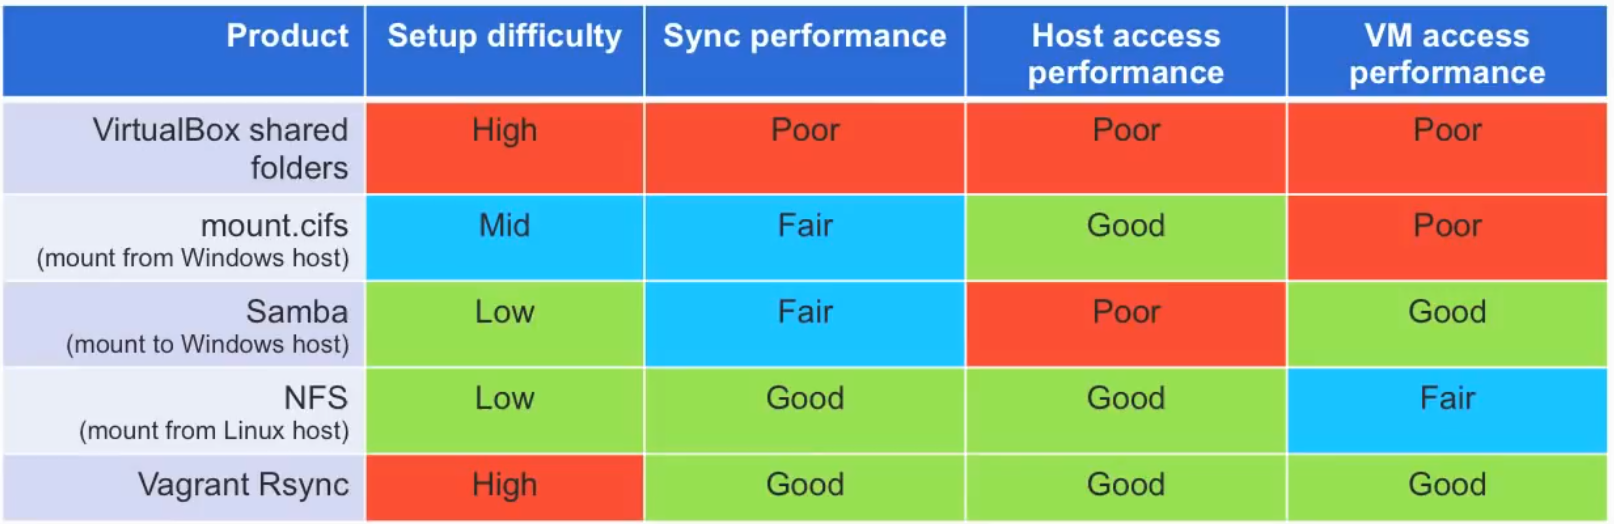 Product Setup difficulty Sync performance Host access performance VM access performance
VirtualBox shared folders High Poor Poor Poor
mount.cifs Mid Fair Good Poor
(mount from Windows host)
Samba Low Fair Poor Good
(mount to Windows host)
NFS Low Good Good Fair
(mount from Linux host)
Vagrant Rsync High Good Good Good